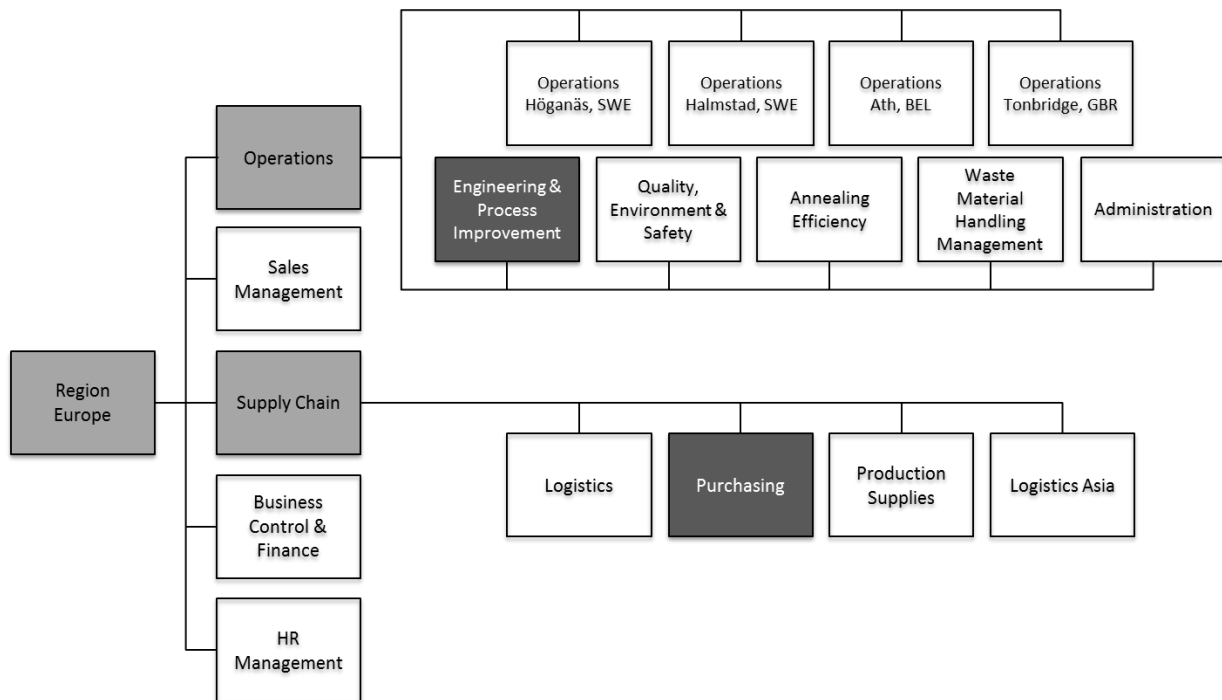 Operations
Höganäs, SWE
Operations
Halmstad, SWE
Operations
Ath, BEL
Operations
Tonbridge, GBR
Operations
Engineering &
Process
Improvement
Quality,
Environment &
Safety
Annealing
Efficiency
Waste
Material
Handling
Management
Administration
Sales
Management
Region
Europe
Supply Chain
Logistics
Purchasing
Production
Supplies
Logistics Asia
Business
Control &
Finance
HR
Management